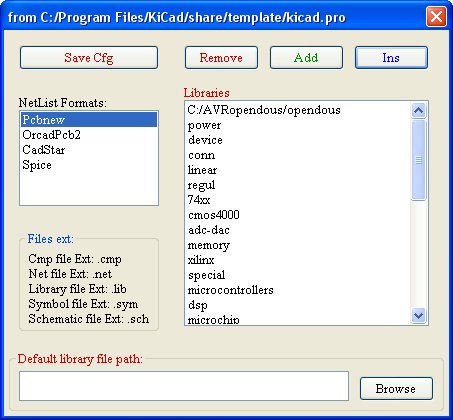 from C:/Program Files/KiCad/share/template/kicad.pro
Save Cfg
Remove
Add
Ins
NetList Formats:
Pcbnew
OrcadPcb2
CadStar
Spice
Libraries
C:/AVRopendous/opendous
power
device
conn
linear
regul
74xx
cmos4000
adc-dac
memory
xilinx
special
microcontrollers
dsp
microchip
Files ext:
Cmp file Ext: .cmp
Net file Ext: .net
Library file Ext: .lib
Symbol file Ext: .sym
Schematic file Ext: .sch
Default library file path:
Browse